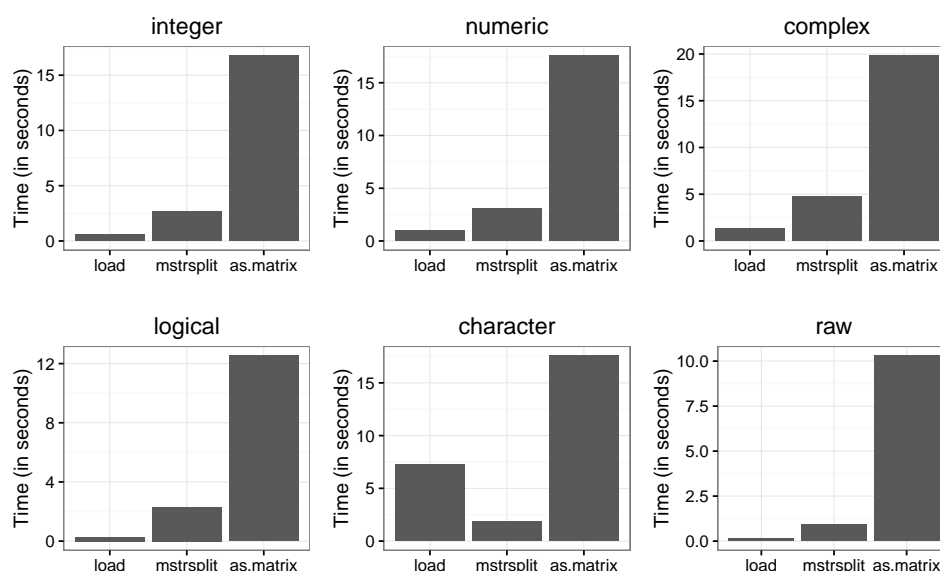 integer
Time (in seconds)
15
10
5
0
load mstrsplit as.matrix
numeric
Time (in seconds)
15
10
5
0
load mstrsplit as.matrix
complex
Time (in seconds)
20
15
10
5
0
load mstrsplit as.matrix
logical
Time (in seconds)
12
8
4
0
load mstrsplit as.matrix
character
Time (in seconds)
15
10
5
0
load mstrsplit as.matrix
raw
Time (in seconds)
10.0
7.5
5.0
2.5
0.0
load mstrsplit as.matrix